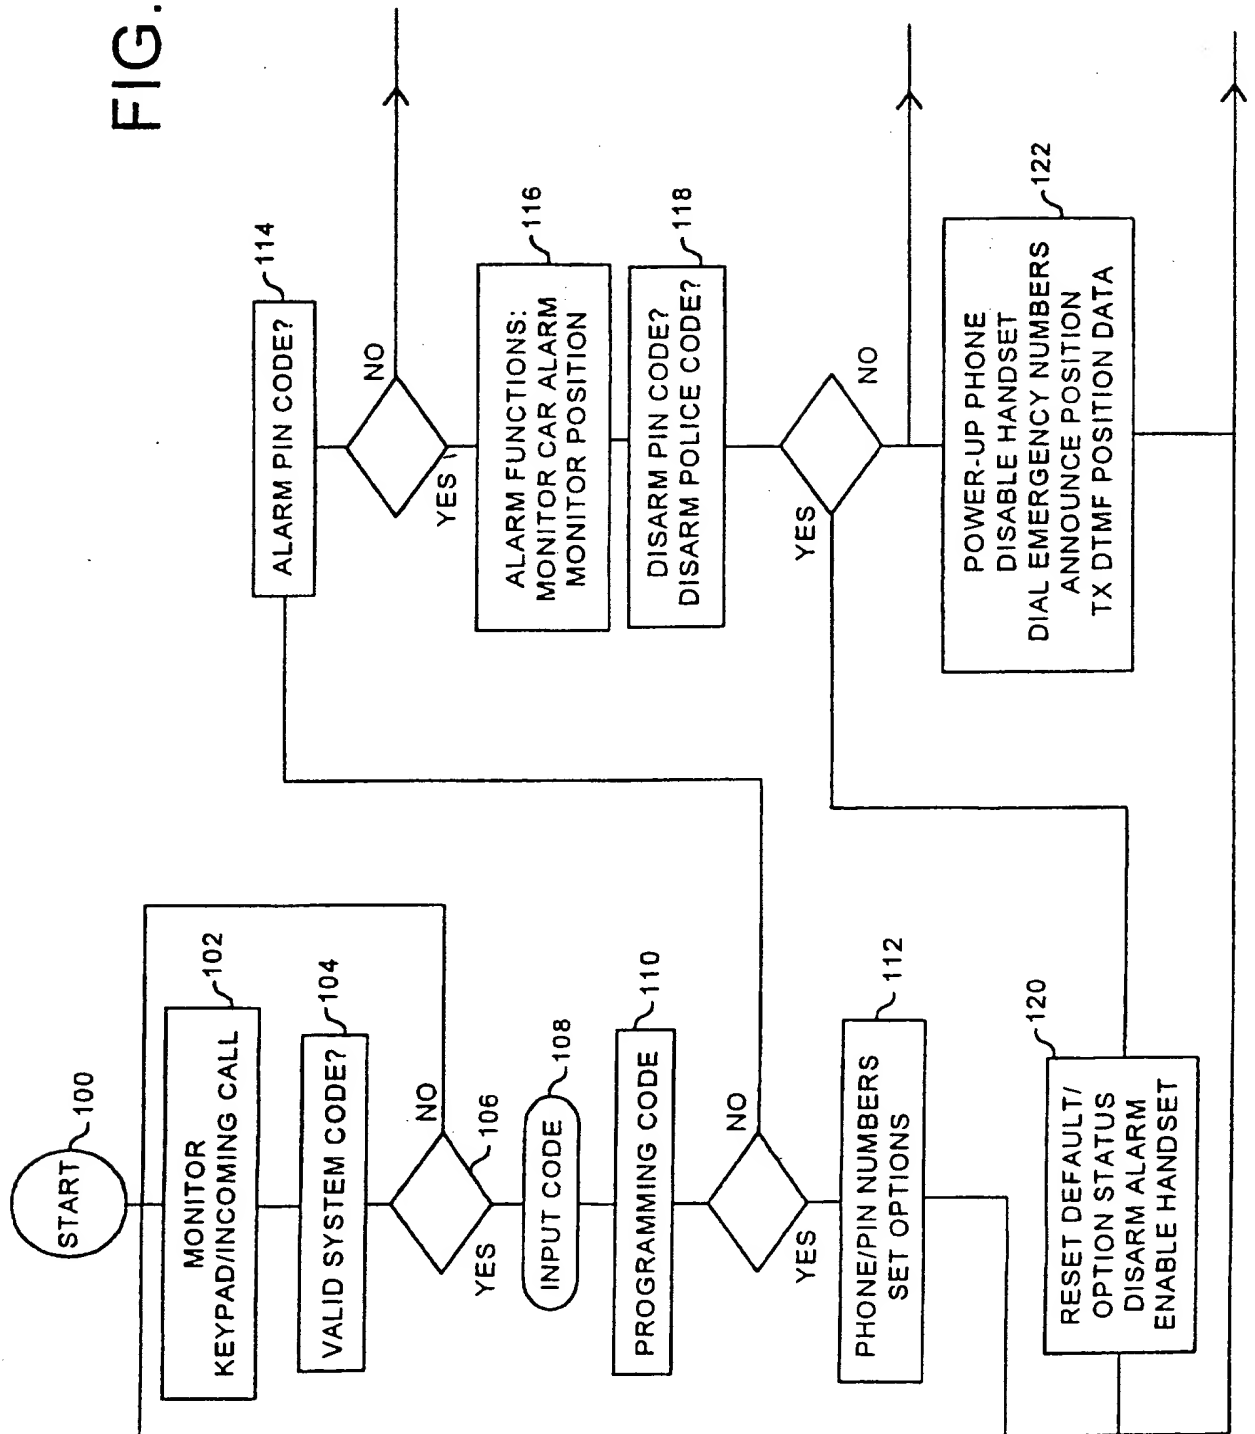 FIG.
START
100
MONITOR
KEYPAD/INCOMING CALL
102
VALID SYSTEM CODE?
104
NO
106
YES
INPUT CODE
108
PROGRAMMING CODE
110
NO
YES
PHONE/PIN NUMBERS
SET OPTIONS
112
ALARM PIN CODE?
114
NO
YES
ALARM FUNCTIONS:
MONITOR CAR ALARM
MONITOR POSITION
116
DISARM PIN CODE?
DISARM POLICE CODE?
118
YES
NO
RESET DEFAULT/
OPTION STATUS
DISARM ALARM
ENABLE HANDSET
120
POWER-UP PHONE
DISABLE HANDSET
DIAL EMERGENCY NUMBERS
ANNOUNCE POSITION
TX DTMF POSITION DATA
122